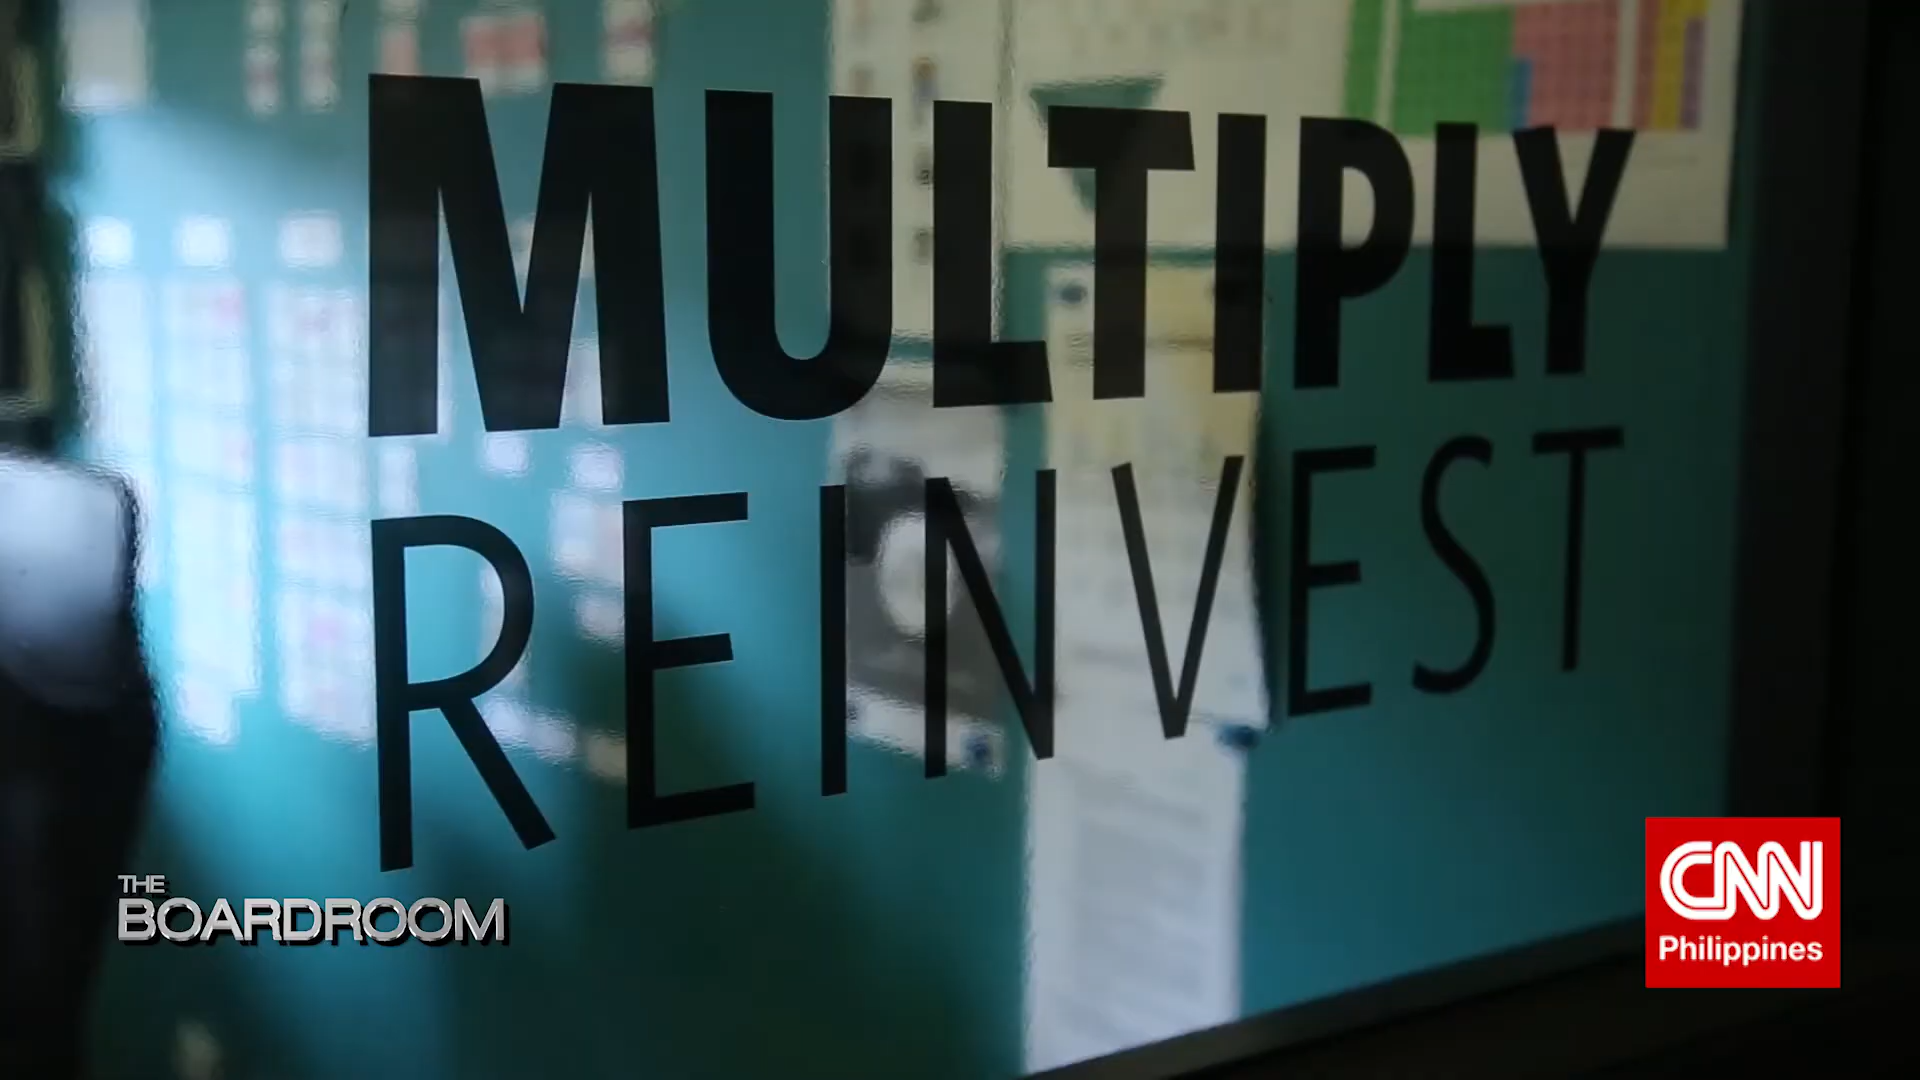 MULTIPLY
REINVEST
THE
BOARDROOM
CNN
Philippines